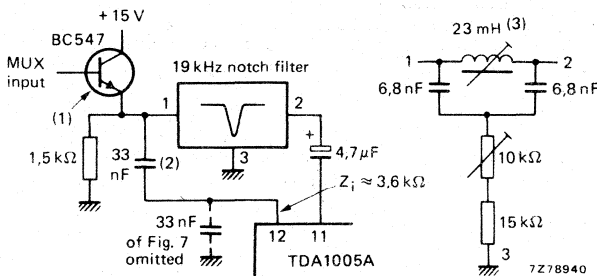 + 15 V
BC547
MUX
input
(1)
1,5 kΩ
33
nF
(2)
19 kHz notch filter
1
2
3
+
4,7 µF
Zi ≈ 3,6 kΩ
33 nF
of Fig. 7
omitted
12
11
TDA1005A
23 mH (3)
1
2
6,8 nF
6,8 nF
10 kΩ
15 kΩ
3
7Z78940